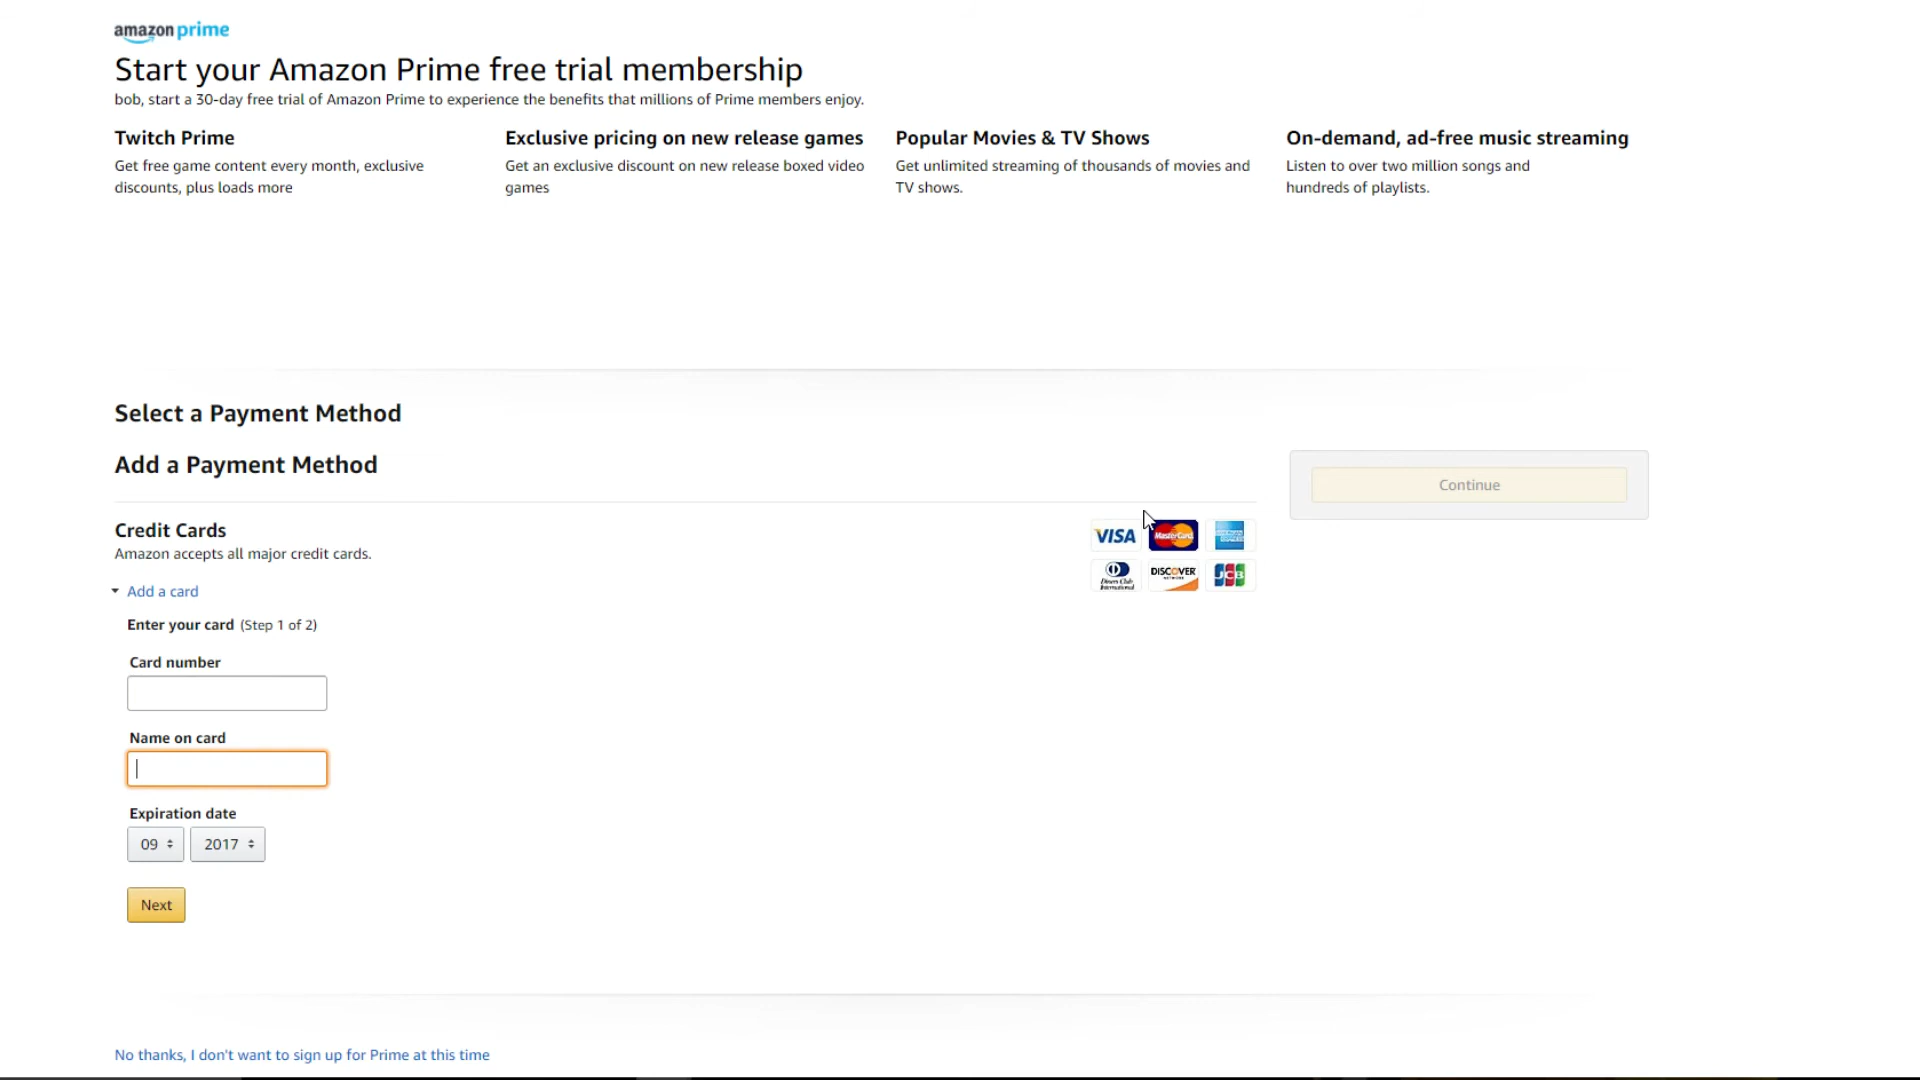 amazon prime
Start your Amazon Prime free trial membership
bob, start a 30-day free trial of Amazon Prime to experience the benefits that millions of Prime members enjoy.
Twitch Prime
Get free game content every month, exclusive
discounts, plus loads more
Exclusive pricing on new release games
Get an exclusive discount on new release boxed video
games
Popular Movies & TV Shows
Get unlimited streaming of thousands of movies and
TV shows.
On-demand, ad-free music streaming
Listen to over two million songs and
hundreds of playlists.
Select a Payment Method
Add a Payment Method
Continue
Credit Cards
Amazon accepts all major credit cards.
VISA MasterCard AMERICAN EXPRESS
Diners Club International DISCOVER NETWORK JCB
Add a card
Enter your card (Step 1 of 2)
Card number
Name on card
Expiration date
09 2017
Next
No thanks, I don't want to sign up for Prime at this time